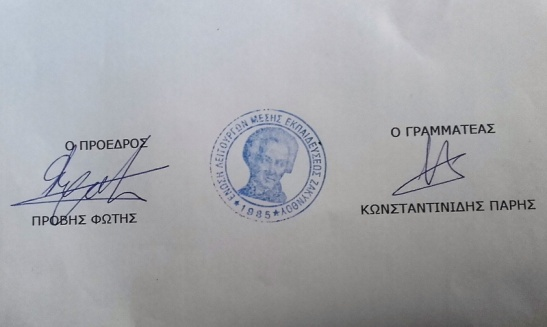 Ο ΠΡΟΕΔΡΟΣ
ΠΡΟΒΗΣ ΦΩΤΗΣ
ΕΝΩΣΗ ΛΕΙΤΟΥΡΓΩΝ ΜΕΣΗΣ ΕΚΠΑΙΔΕΥΣΕΩΣ ΖΑΚΥΝΘΟΥ
★ 1985 ★
Ο ΓΡΑΜΜΑΤΕΑΣ
ΚΩΝΣΤΑΝΤΙΝΙΔΗΣ ΠΑΡΗΣ